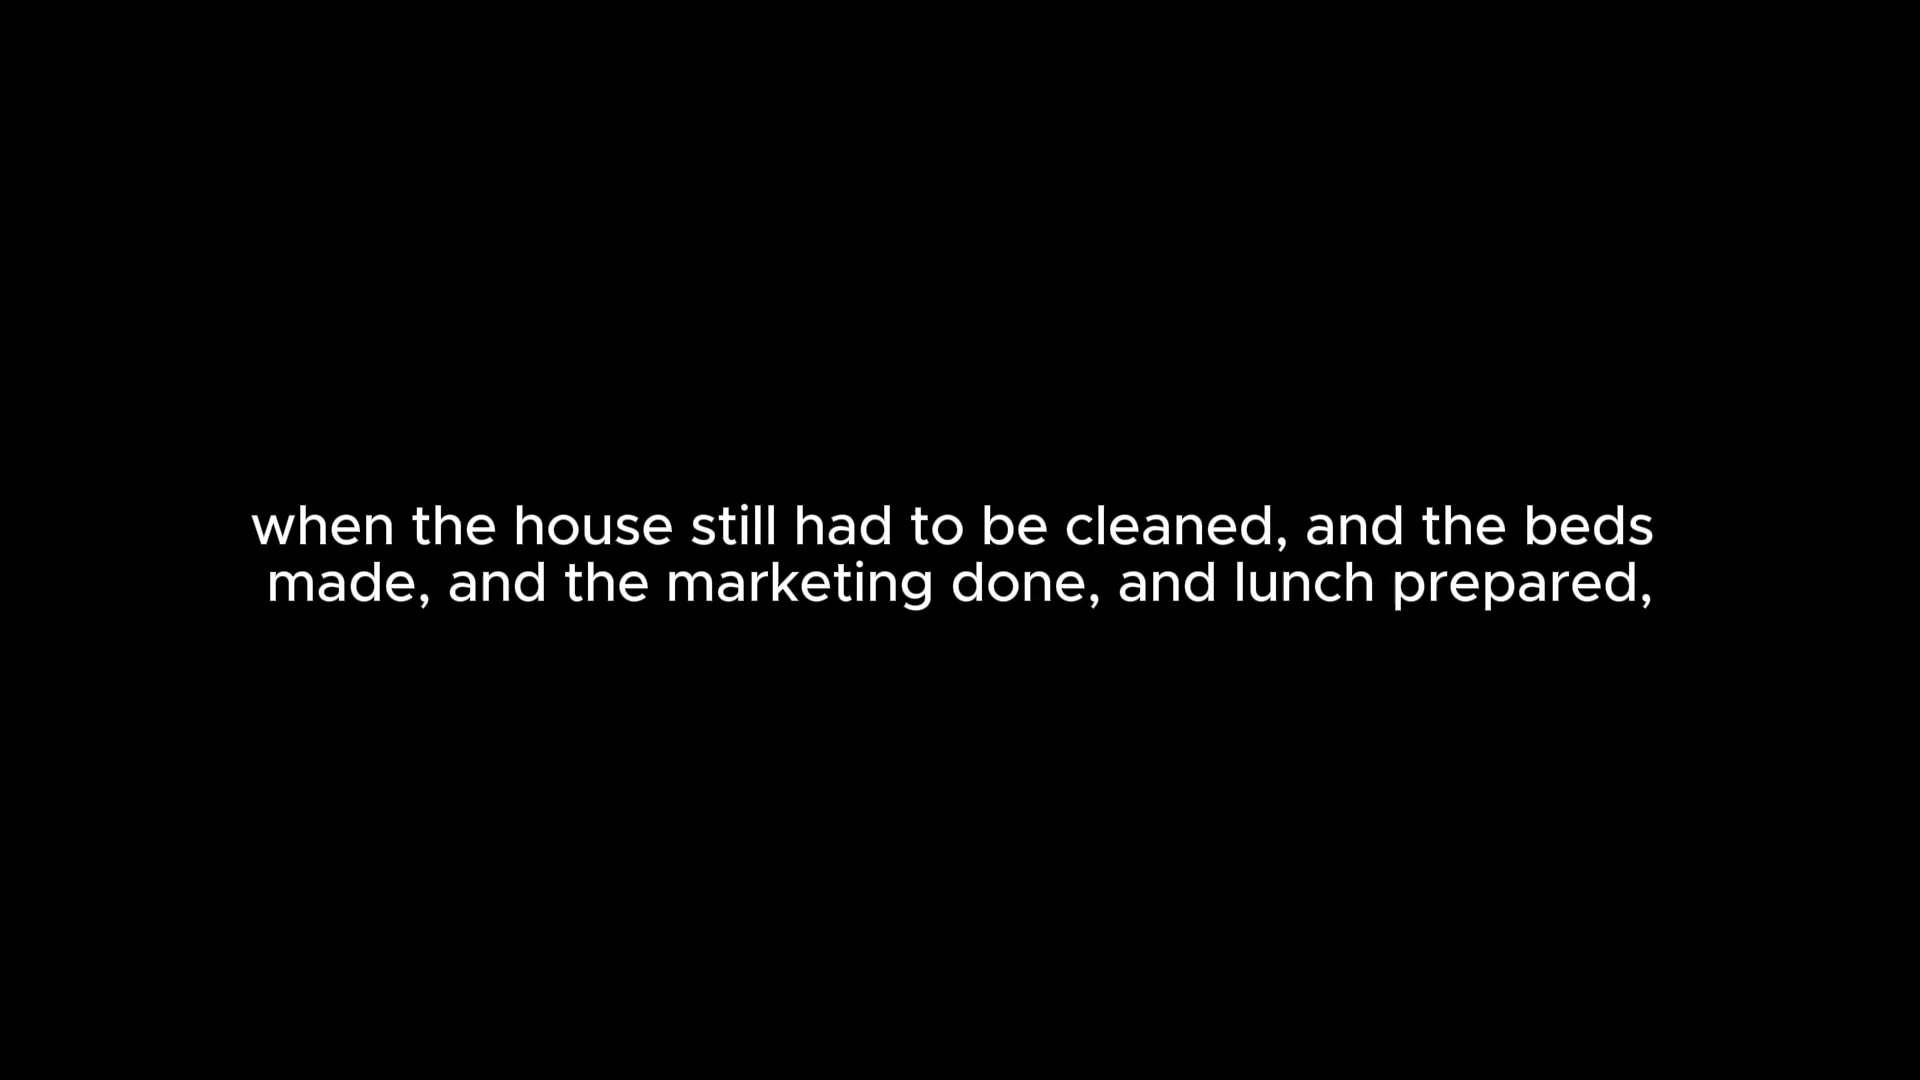 when the house still had to be cleaned, and the beds
made, and the marketing done, and lunch prepared,